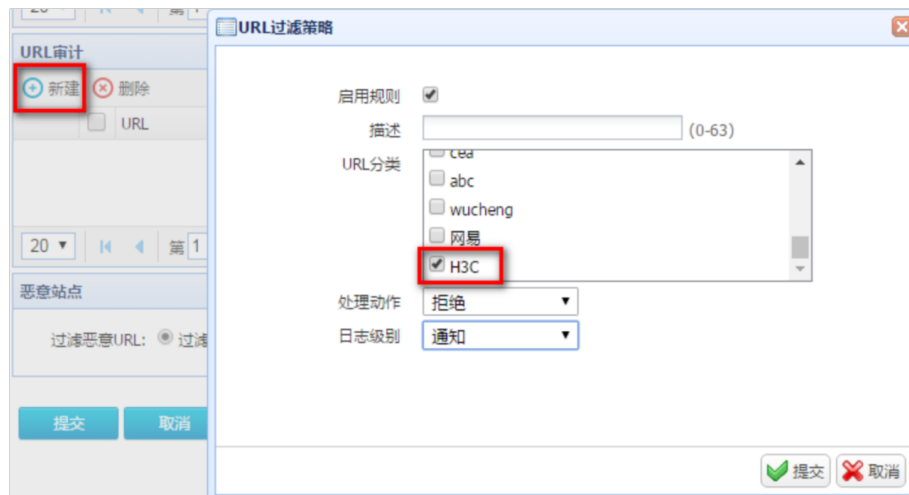 URL过滤策略
URL审计
新建 删除
URL
启用规则
描述 (0-63)
URL分类
cea
abc
wucheng
网易
H3C
20 第 1
恶意站点
过滤恶意URL: 过滤
处理动作 拒绝
日志级别 通知
提交 取消
提交 取消